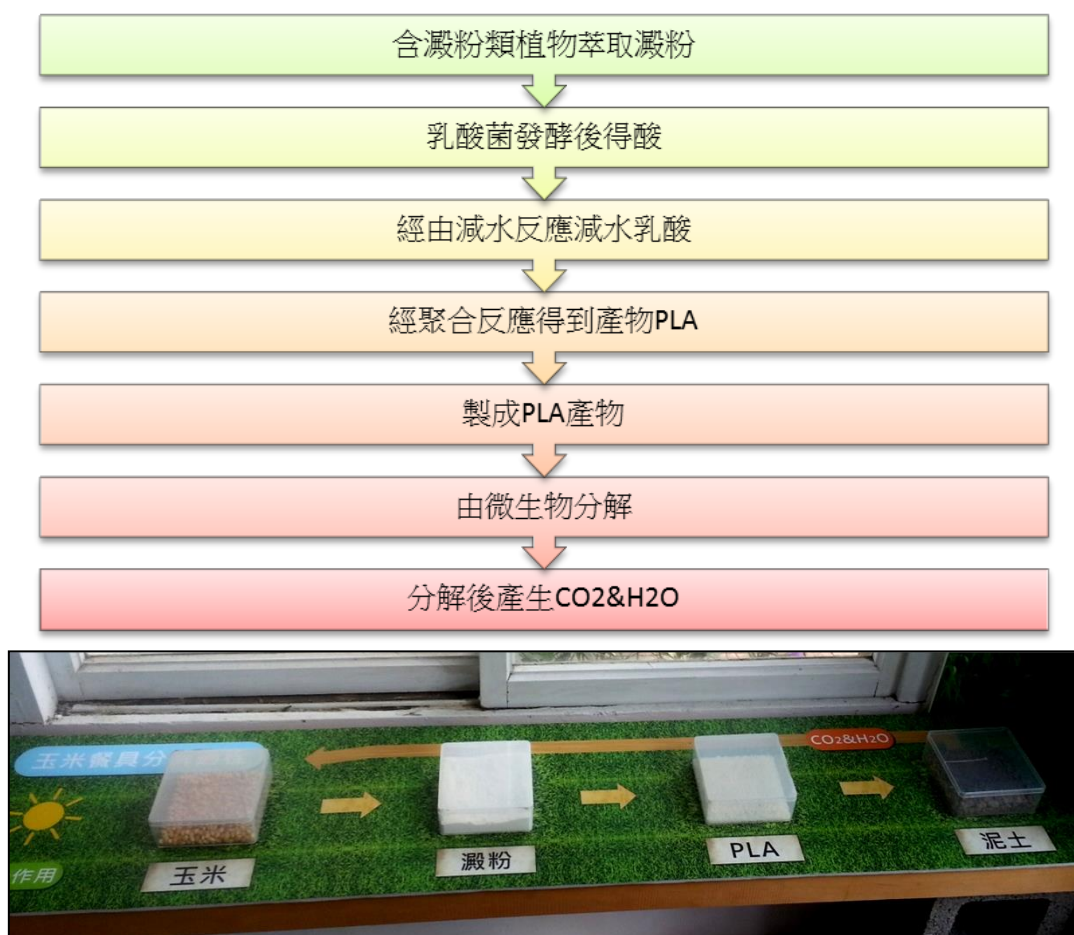 含澱粉類植物萃取澱粉
乳酸菌發酵後得酸
經由減水反應減水乳酸
經聚合反應得到產物PLA
製成PLA產物
由微生物分解
分解後產生CO2&H2O
玉米餐具分
CO2&H2O
作用
玉米
澱粉
PLA
泥土